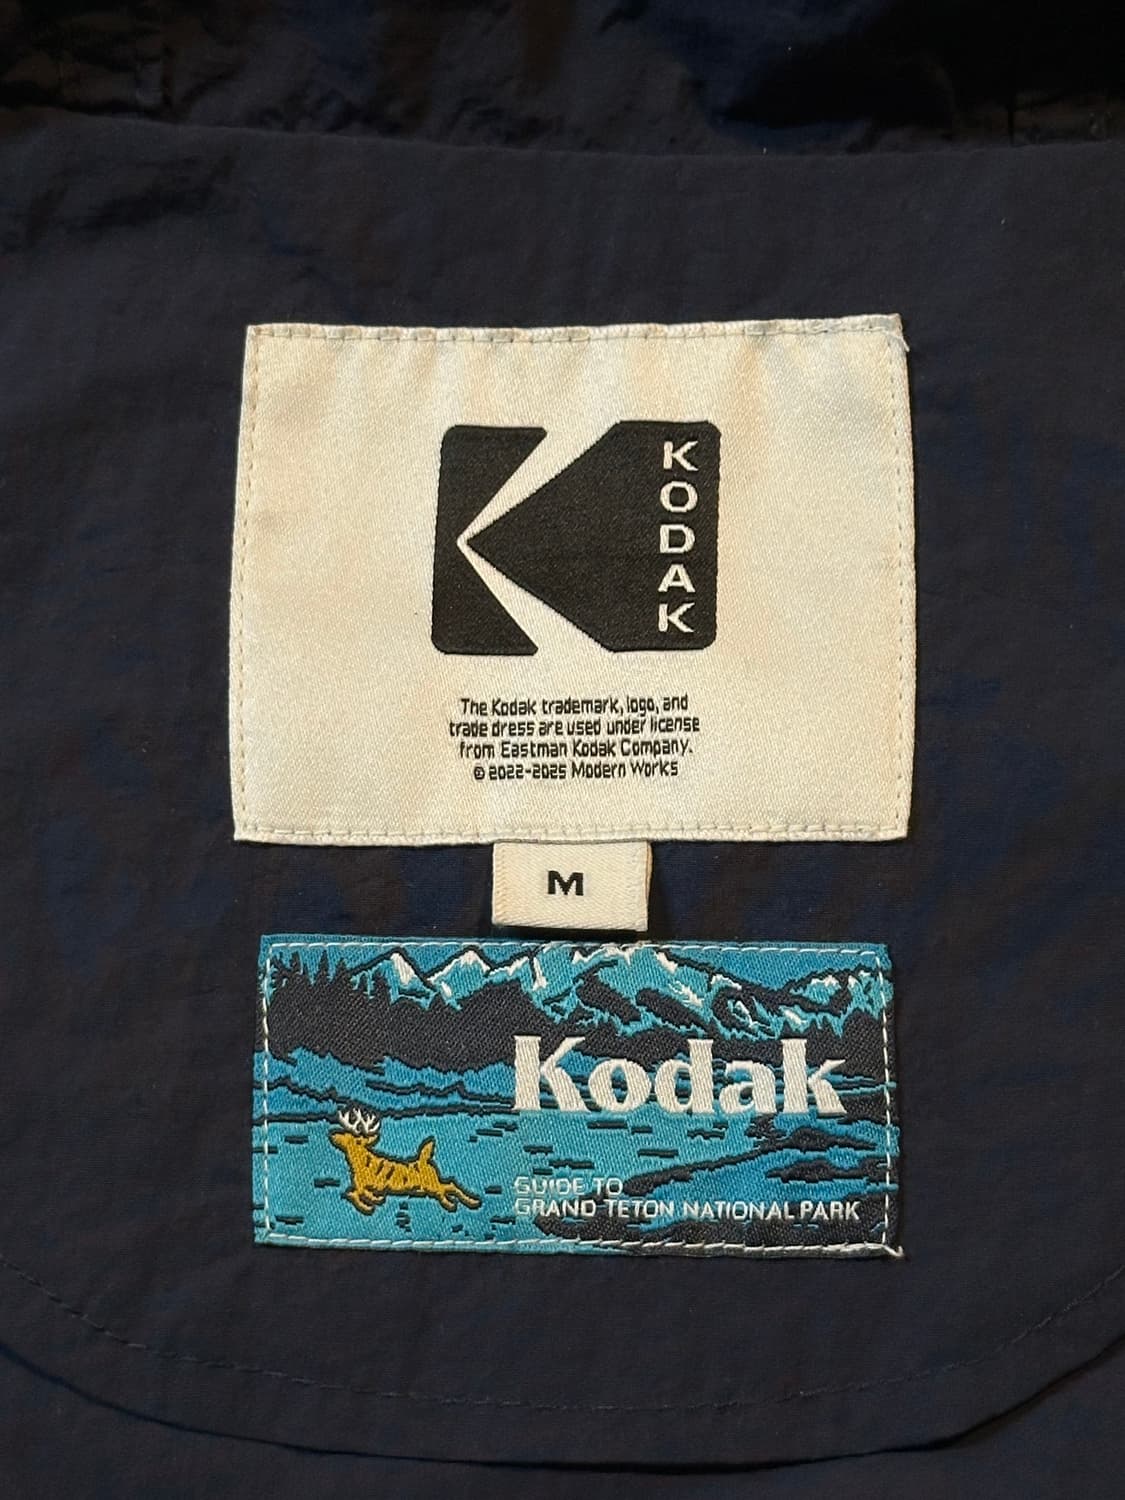 KODAK
The Kodak trademark, logo, and
trade dress are used under license
from Eastman Kodak Company.
© 2022-2025 Modern Works
M
Kodak
GUIDE TO
GRAND TETON NATIONAL PARK